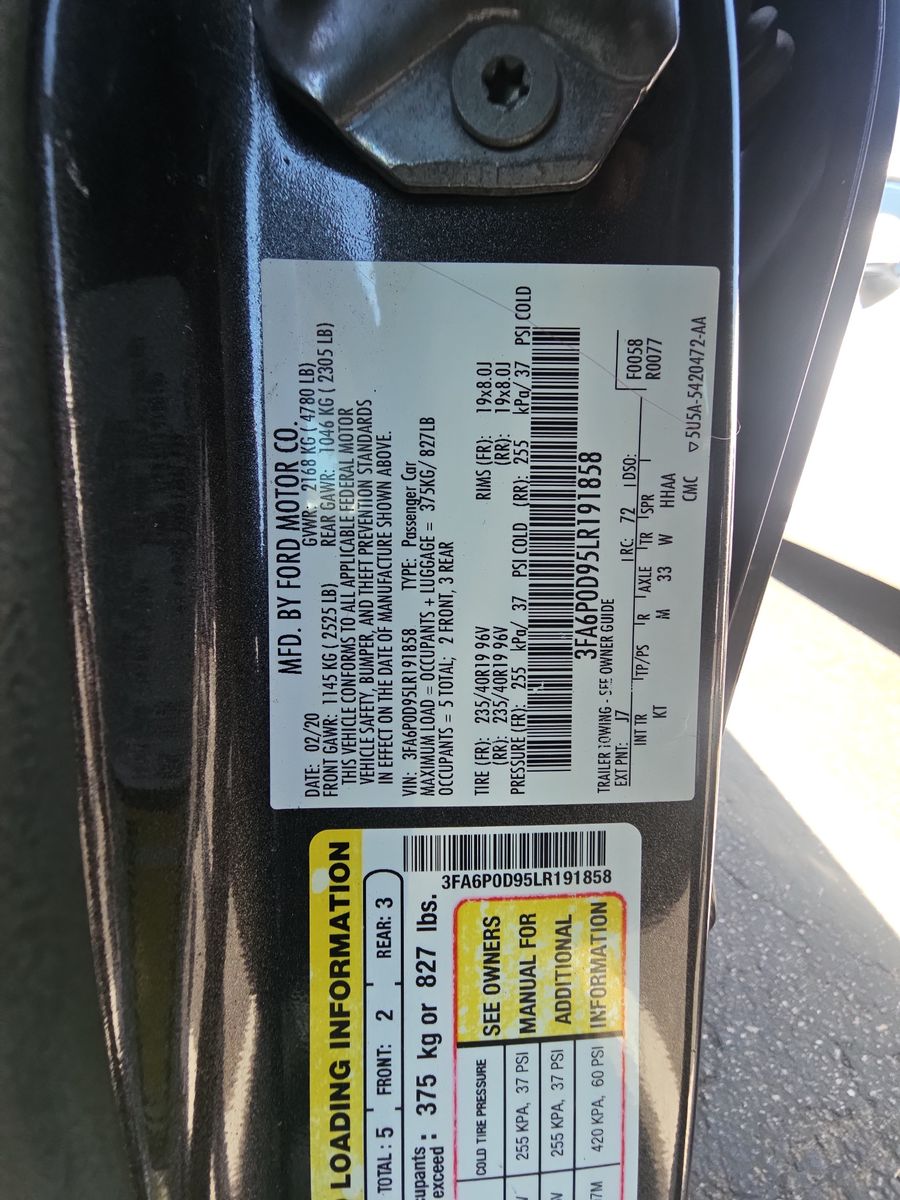 MFD. BY FORD MOTOR CO.
DATE: 02/20 GVWR: 2168 KG ( 4780 LB)
FRONT GAWR: 1145 KG ( 2525 LB) REAR GAWR: 1046 KG ( 2305 LB)
THIS VEHICLE CONFORMS TO ALL APPLICABLE FEDERAL MOTOR
VEHICLE SAFETY, BUMPER, AND THEFT PREVENTION STANDARDS
IN EFFECT ON THE DATE OF MANUFACTURE SHOWN ABOVE.
VIN: 3FA6P0D95LR191858 TYPE: Passenger Car
MAXIMUM LOAD = OCCUPANTS + LUGGAGE = 375KG/ 827LB
OCCUPANTS = 5 TOTAL; 2 FRONT, 3 REAR
TIRE (FR): 235/40R19 96V RIMS (FR): 19x8.0J
(RR): 235/40R19 96V (RR): 19x8.0J
PRESSURE (FR): 255 kPa/ 37 PSI COLD (RR): 255 kPa/ 37 PSI COLD
3FA6P0D95LR191858
TRAILER TOWING - SEE OWNER GUIDE
EXT PNT: J7 RC: 72 DSO: F0058
R0077
INT TR TP/PS R AXLE TR SPR
KT M 33 W HHAA
CMC ▽5U5A-5420472-AA
LOADING INFORMATION
TOTAL : 5 FRONT: 2 REAR: 3
cupants :
exceed : 375 kg or 827 lbs.
3FA6P0D95LR191858
COLD TIRE PRESSURE
255 KPA, 37 PSI
255 KPA, 37 PSI
7M 420 KPA, 60 PSI
SEE OWNERS
MANUAL FOR
ADDITIONAL
INFORMATION